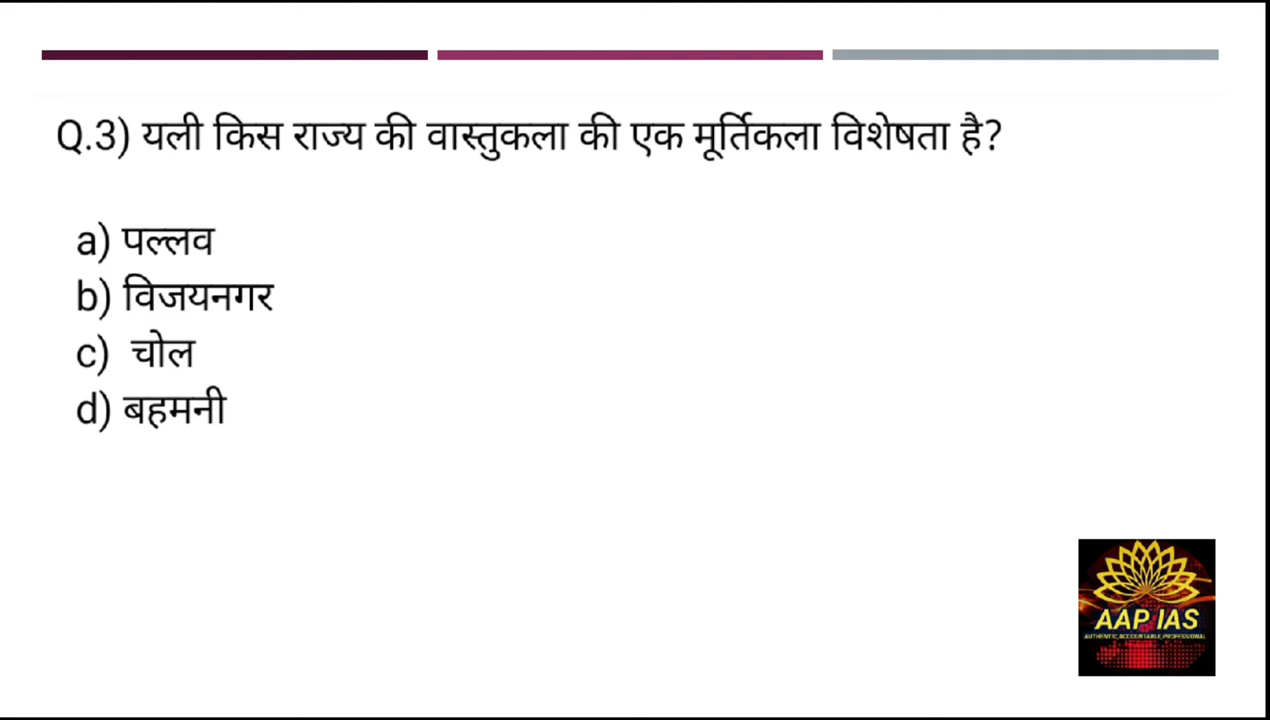 Q.3) यली किस राज्य की वास्तुकला की एक मूर्तिकला विशेषता है?
a) पल्लव
b) विजयनगर
c) चोल
d) बहमनी
AAP IAS
AUTHENTIC,ACCOUNTABLE,PROFESSIONAL